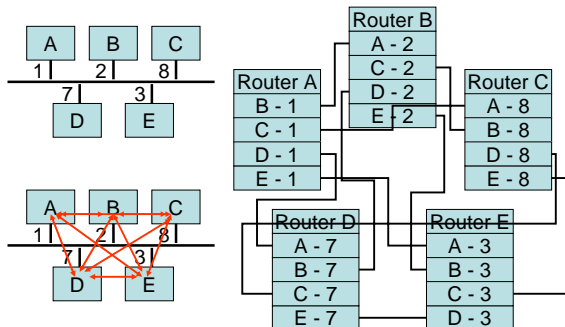 A B C
1 2 8
7 3
D E
A B C
1 2 8
7 3
D E
Router A
B - 1
C - 1
D - 1
E - 1
Router B
A - 2
C - 2
D - 2
E - 2
Router C
A - 8
B - 8
D - 8
E - 8
Router D
A - 7
B - 7
C - 7
E - 7
Router E
A - 3
B - 3
C - 3
D - 3